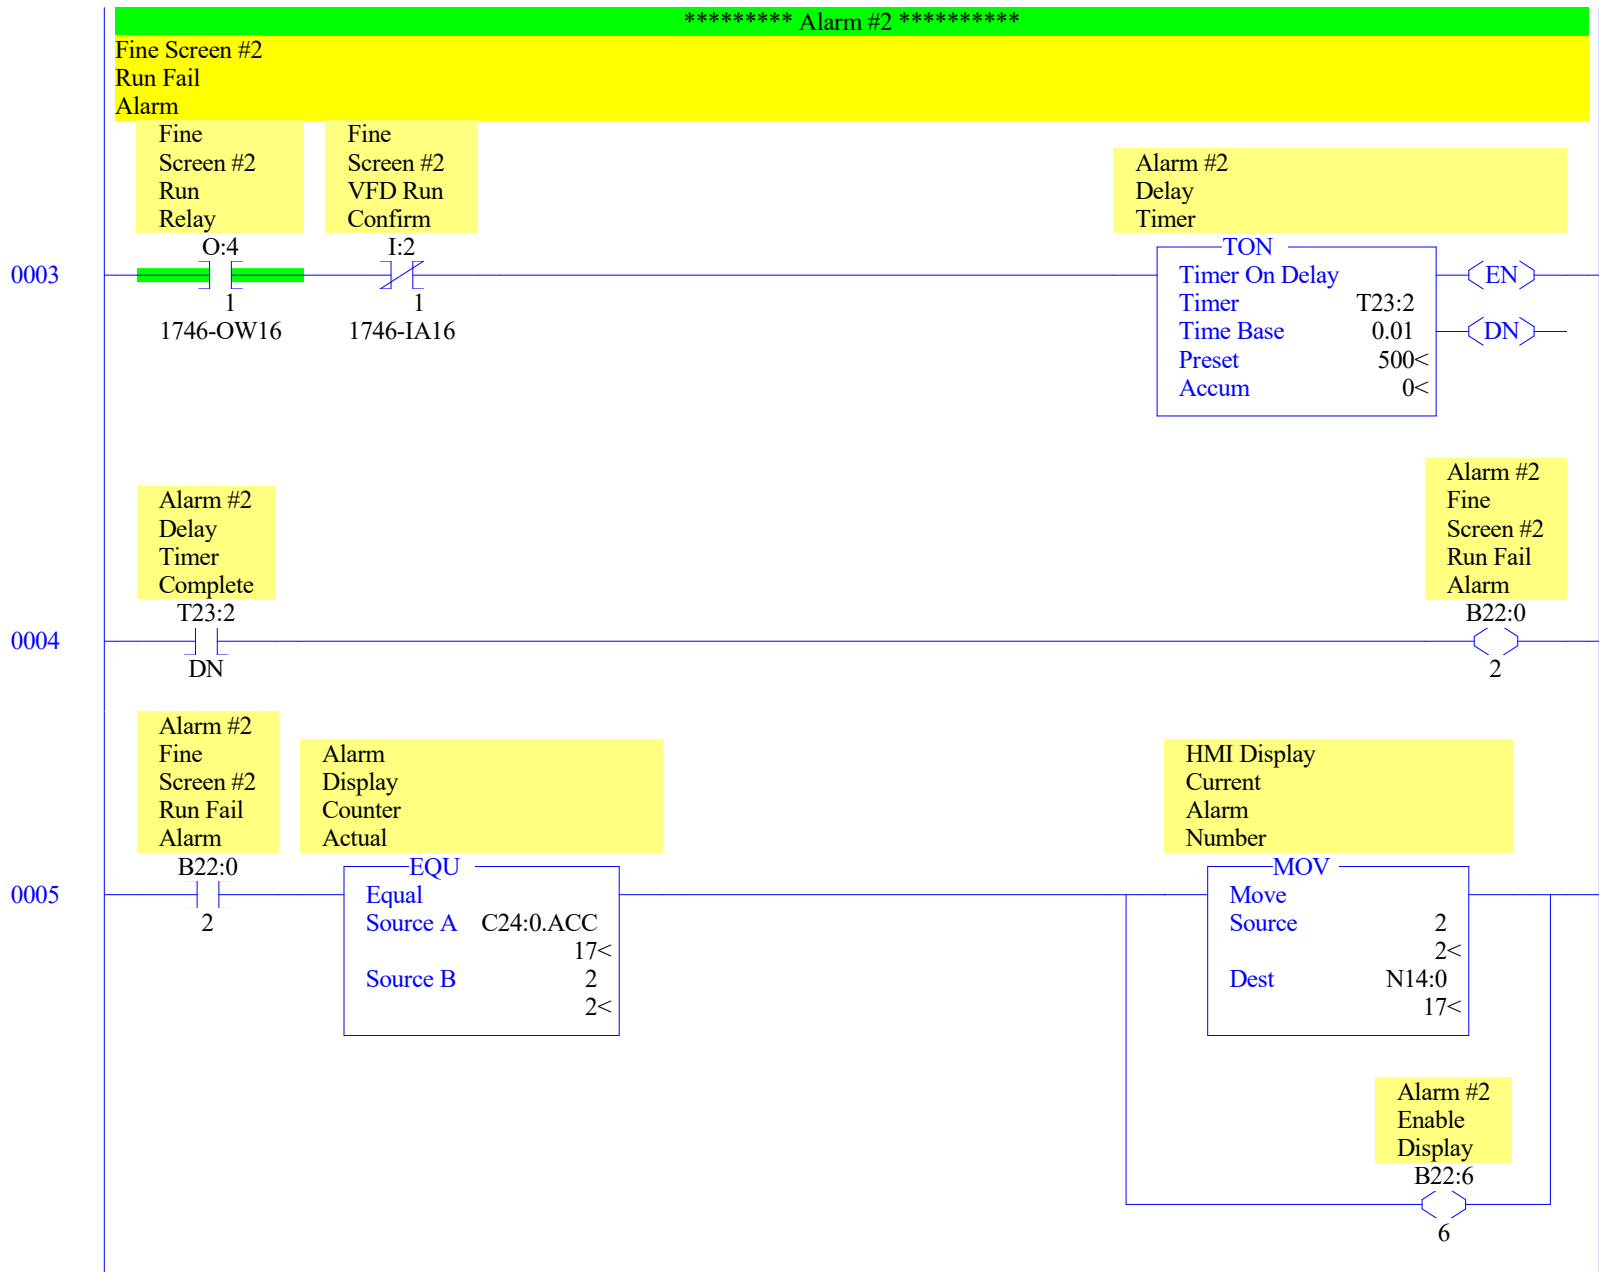 ********* Alarm #2 **********
Fine Screen #2
Run Fail
Alarm
Fine
Screen #2
Run
Relay
O:4
1
1746-OW16
Fine
Screen #2
VFD Run
Confirm
I:2
1
1746-IA16
Alarm #2
Delay
Timer
TON
Timer On Delay
Timer T23:2
Time Base 0.01
Preset 500<
Accum 0<
EN
DN
0003
Alarm #2
Delay
Timer
Complete
T23:2
DN
Alarm #2
Fine
Screen #2
Run Fail
Alarm
B22:0
2
0004
Alarm #2
Fine
Screen #2
Run Fail
Alarm
B22:0
2
Alarm
Display
Counter
Actual
EQU
Equal
Source A C24:0.ACC
17<
Source B 2
2<
HMI Display
Current
Alarm
Number
MOV
Move
Source 2
2<
Dest N14:0
17<
0005
Alarm #2
Enable
Display
B22:6
6